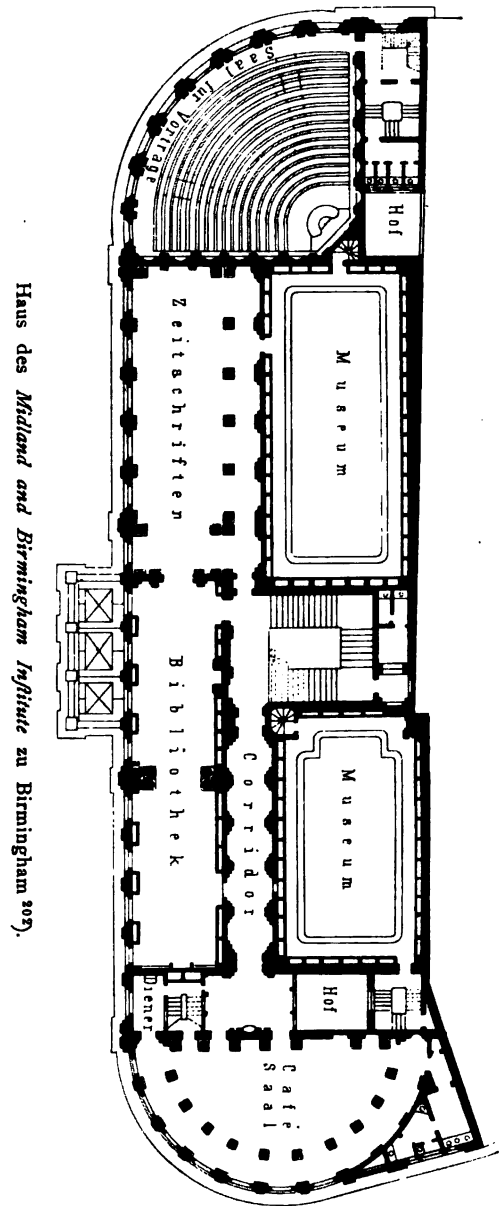 Hof
Saal für Vorträge
Museum
Zeitschriften
Museum
Bibliothek
Corridor
Hof
Diener
Café
Saal
Haus des Midland and Birmingham Inſtitute zu Birmingham ²⁰²).